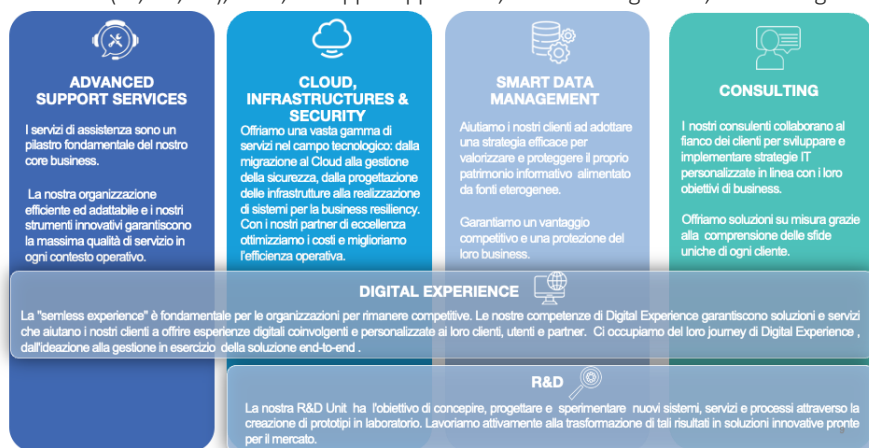 ADVANCED
SUPPORT SERVICES
I servizi di assistenza sono un
pilastro fondamentale del nostro
core business.
La nostra organizzazione
efficiente ed adattabile e i nostri
strumenti innovativi garantiscono
la massima qualità di servizio in
ogni contesto operativo.
CLOUD,
INFRASTRUCTURES &
SECURITY
Offriamo una vasta gamma di
servizi nel campo tecnologico: dalla
migrazione al Cloud alla gestione
della sicurezza, dalla progettazione
delle infrastrutture alla realizzazione
di sistemi per la business resiliency.
Con i nostri partner di eccellenza
ottimizziamo i costi e miglioriamo
l'efficienza operativa.
SMART DATA
MANAGEMENT
Aiutiamo i nostri clienti ad adottare
una strategia efficace per
valorizzare e proteggere il proprio
patrimonio informativo alimentato
da fonti eterogenee.
Garantiamo un vantaggio
competitivo e una protezione del
loro business.
CONSULTING
I nostri consulenti collaborano al
fianco dei clienti per sviluppare e
implementare strategie IT
personalizzate in linea con i loro
obiettivi di business.
Offriamo soluzioni su misura grazie
alla comprensione delle sfide
uniche di ogni cliente.
DIGITAL EXPERIENCE
La "semless experience" è fondamentale per le organizzazioni per rimanere competitive. Le nostre competenze di Digital Experience garantiscono soluzioni e servizi
che aiutano i nostri clienti a offrire esperienze digitali coinvolgenti e personalizzate ai loro clienti, utenti e partner. Ci occupiamo del loro journey di Digital Experience ,
dall'ideazione alla gestione in esercizio della soluzione end-to-end .
R&D
La nostra R&D Unit ha l'obiettivo di concepire, progettare e sperimentare nuovi sistemi, servizi e processi attraverso la
creazione di prototipi in laboratorio. Lavoriamo attivamente alla trasformazione di tali risultati in soluzioni innovative pronte
per il mercato.